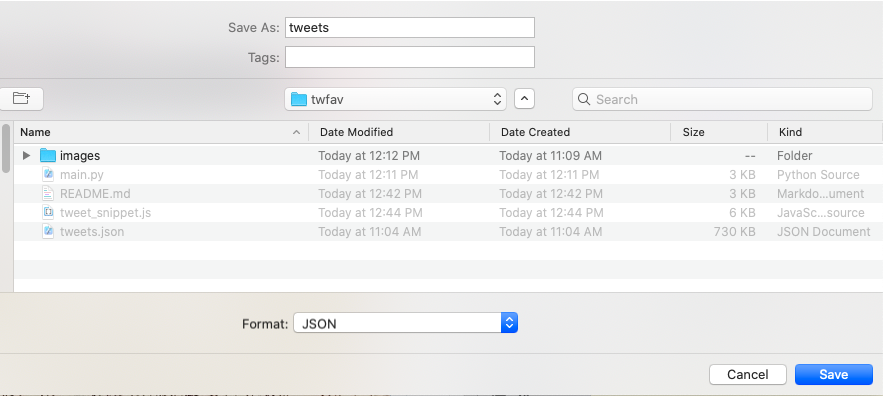 Save As: tweets
Tags:
twfav
Search
Name Date Modified Date Created Size Kind
images Today at 12:12 PM Today at 11:09 AM -- Folder
main.py Today at 12:11 PM Today at 12:11 PM 3 KB Python Source
README.md Today at 12:42 PM Today at 12:42 PM 3 KB Markdo...ument
tweet_snippet.js Today at 12:44 PM Today at 12:44 PM 6 KB JavaSc...source
tweets.json Today at 11:04 AM Today at 11:04 AM 730 KB JSON Document
Format: JSON
Cancel Save